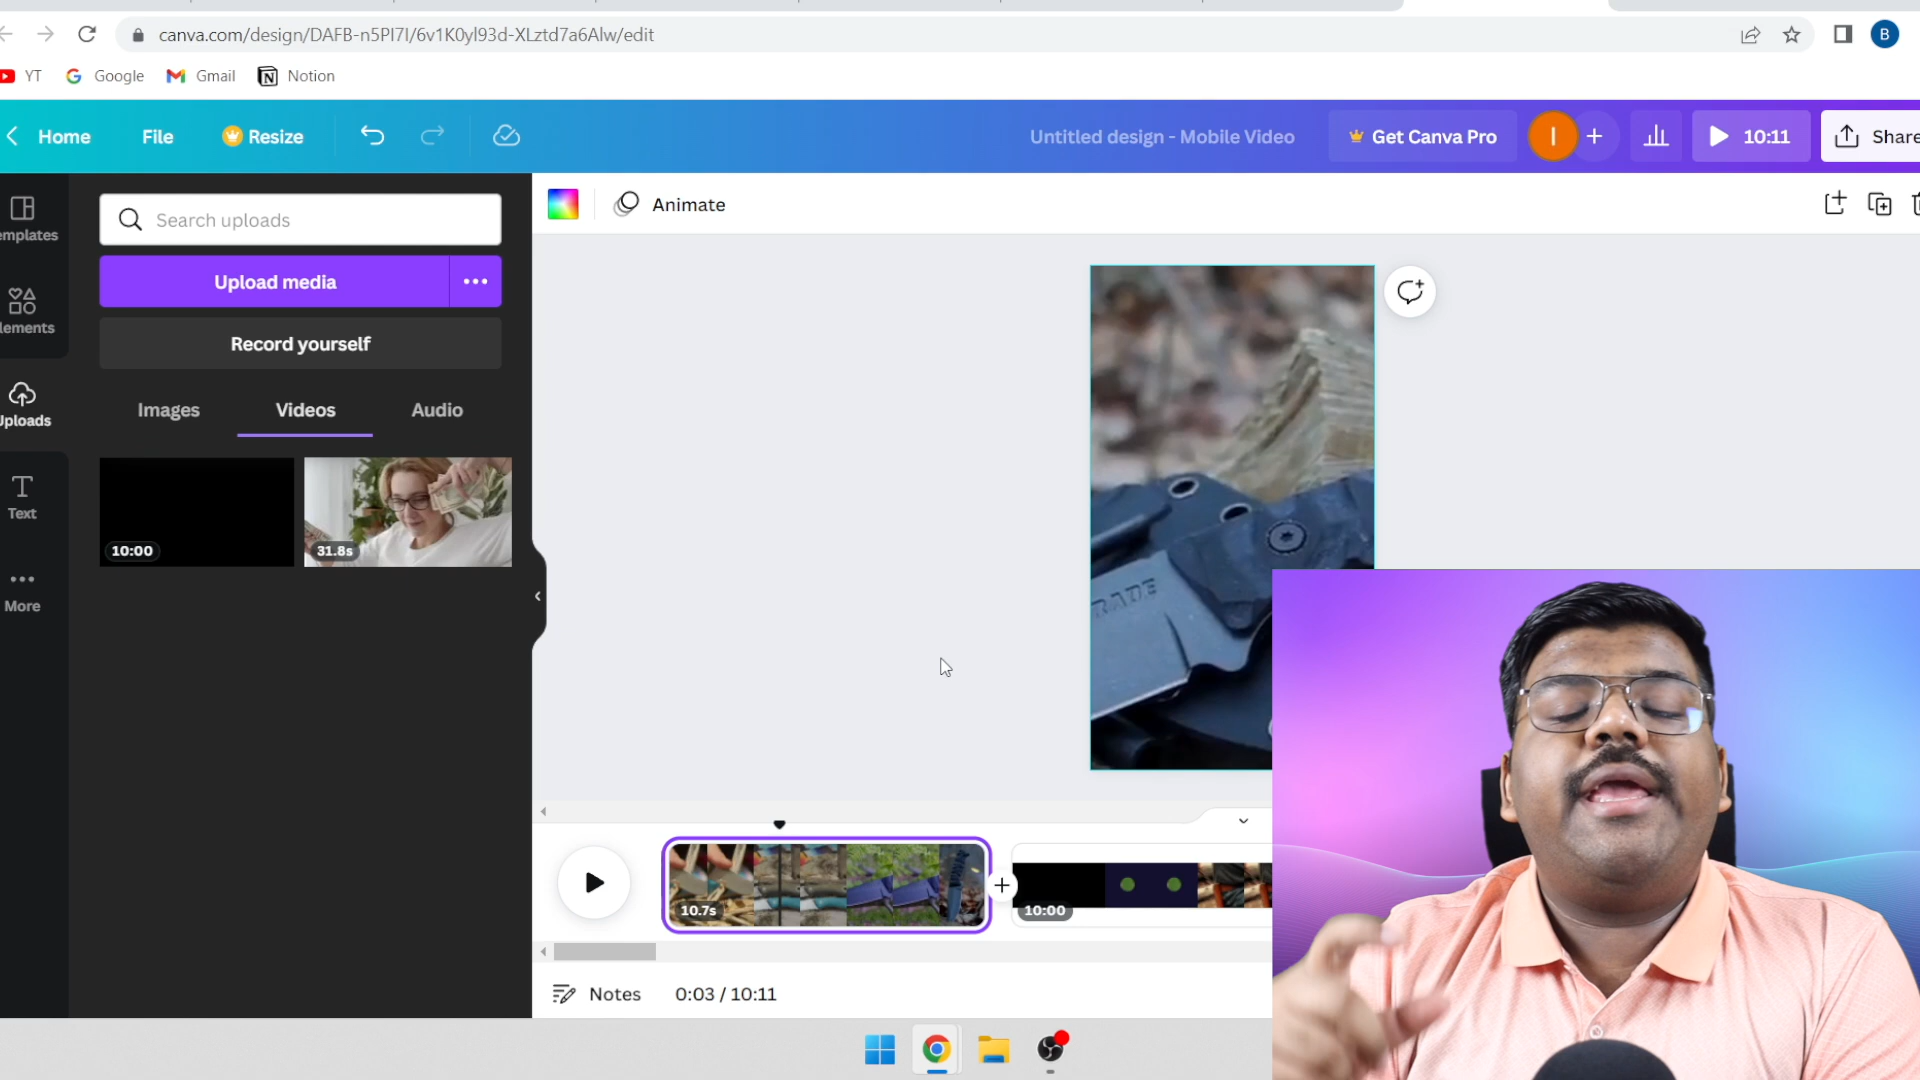 canva.com/design/DAFB-n5PI7I/6v1K0yl93d-XLztd7a6Alw/edit
B
YT
Google
Gmail
Notion
Home
File
Resize
Untitled design - Mobile Video
Get Canva Pro
I
+
10:11
Share
emplates
lements
Uploads
Text
More
Search uploads
Upload media
Record yourself
Images
Videos
Audio
10:00
31.8s
Animate
RADE
10.7s
10:00
Notes
0:03 / 10:11